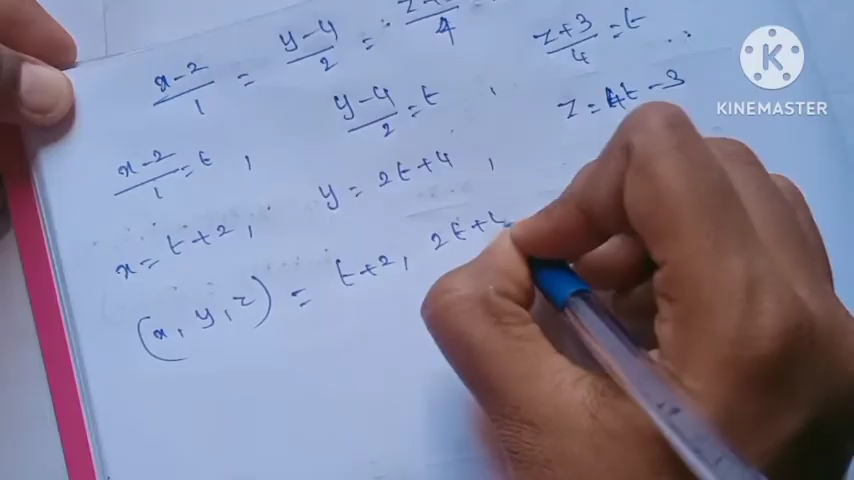 x-2/1 = y-4/2 = z+3/4 =
x-2/1 = t, y-4/2 = t, z+3/4 = t
x = t+2, y = 2t+4, z = 4t-3
(x, y, z) = t+2, 2t+4
KINEMASTER